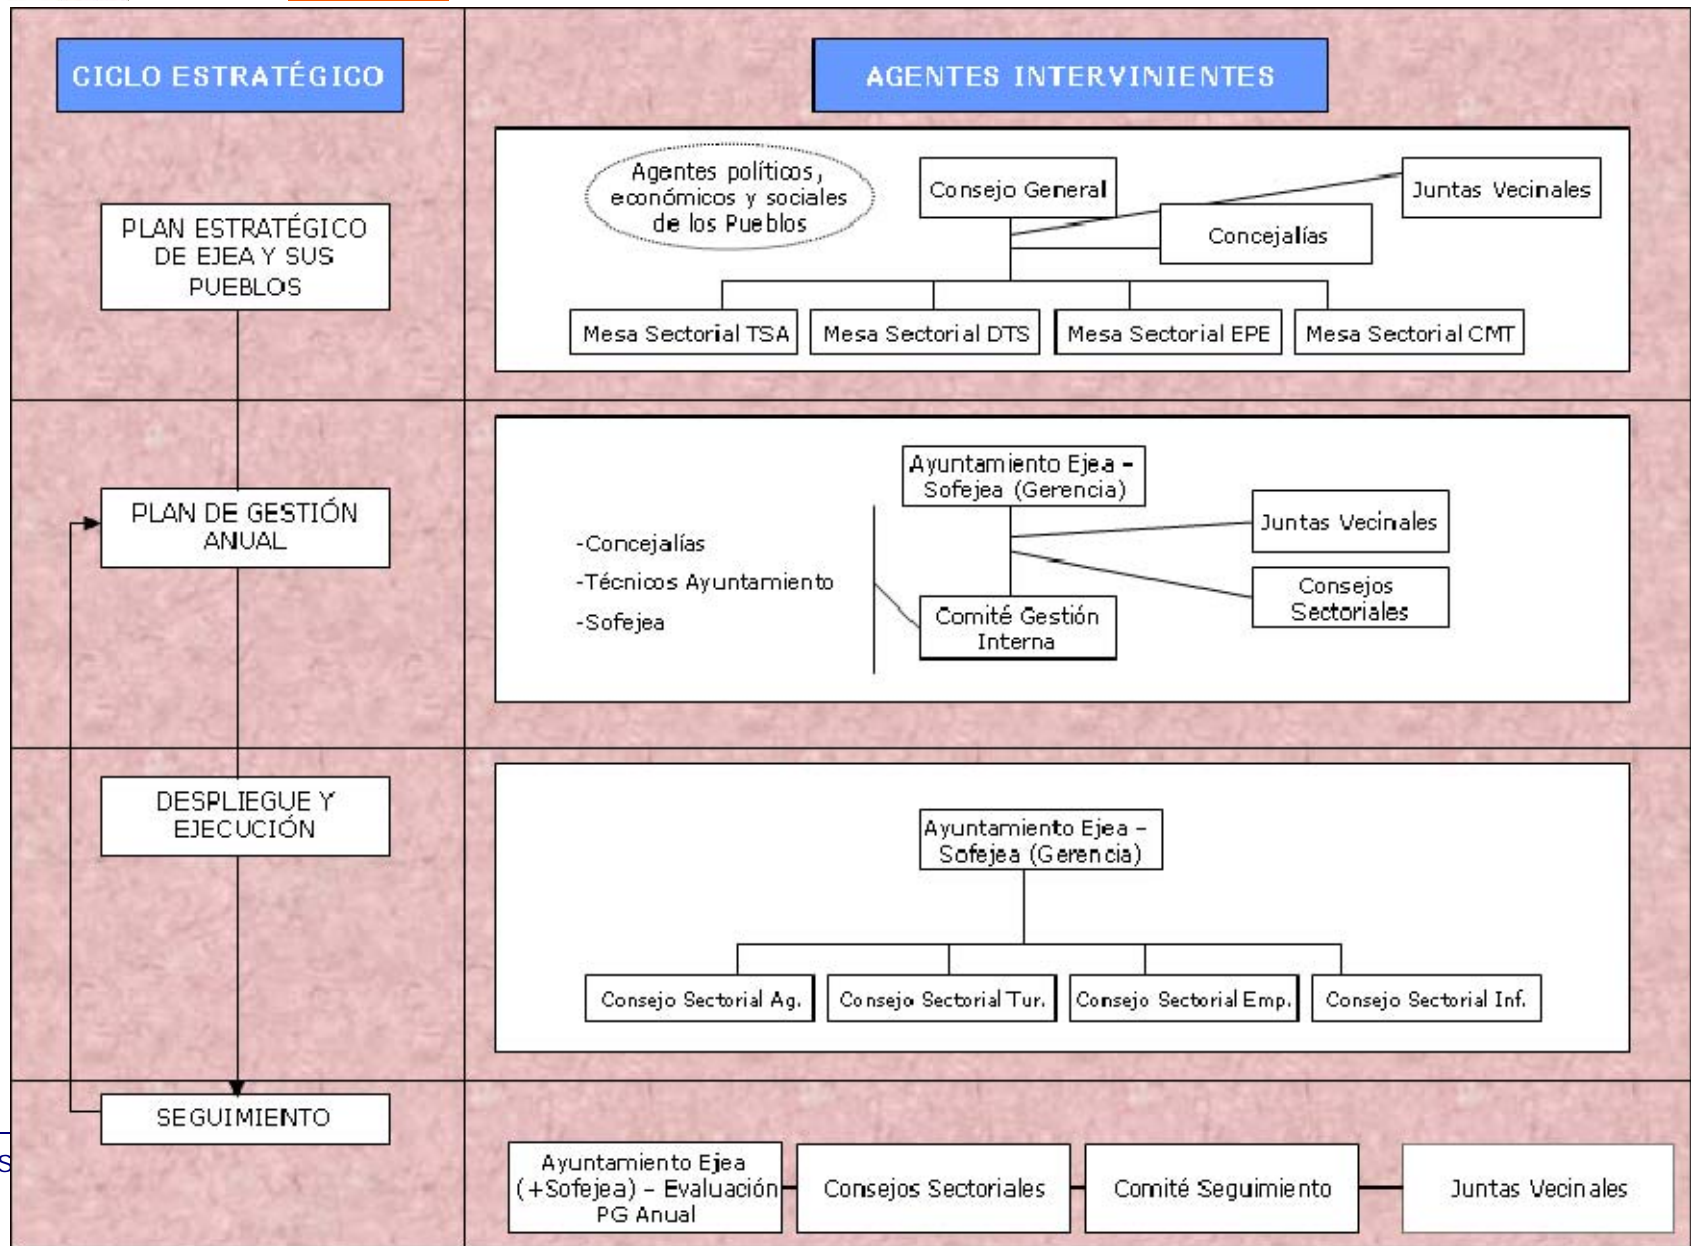 CICLO ESTRATÉGICO
AGENTES INTERVINIENTES
PLAN ESTRATÉGICO
DE EJEA Y SUS
PUEBLOS
Agentes políticos,
económicos y sociales
de los Pueblos
Consejo General
Juntas Vecinales
Concejalías
Mesa Sectorial TSA
Mesa Sectorial DTS
Mesa Sectorial EPE
Mesa Sectorial CMT
PLAN DE GESTIÓN
ANUAL
Ayuntamiento Ejea –
Sofejea (Gerencia)
-Concejalías
-Técnicos Ayuntamiento
-Sofejea
Juntas Vecinales
Consejos
Sectoriales
Comité Gestión
Interna
DESPLIEGUE Y
EJECUCIÓN
Ayuntamiento Ejea –
Sofejea (Gerencia)
Consejo Sectorial Ag.
Consejo Sectorial Tur.
Consejo Sectorial Emp.
Consejo Sectorial Inf.
SEGUIMIENTO
Ayuntamiento Ejea
(+Sofejea) – Evaluación
PG Anual
Consejos Sectoriales
Comité Seguimiento
Juntas Vecinales